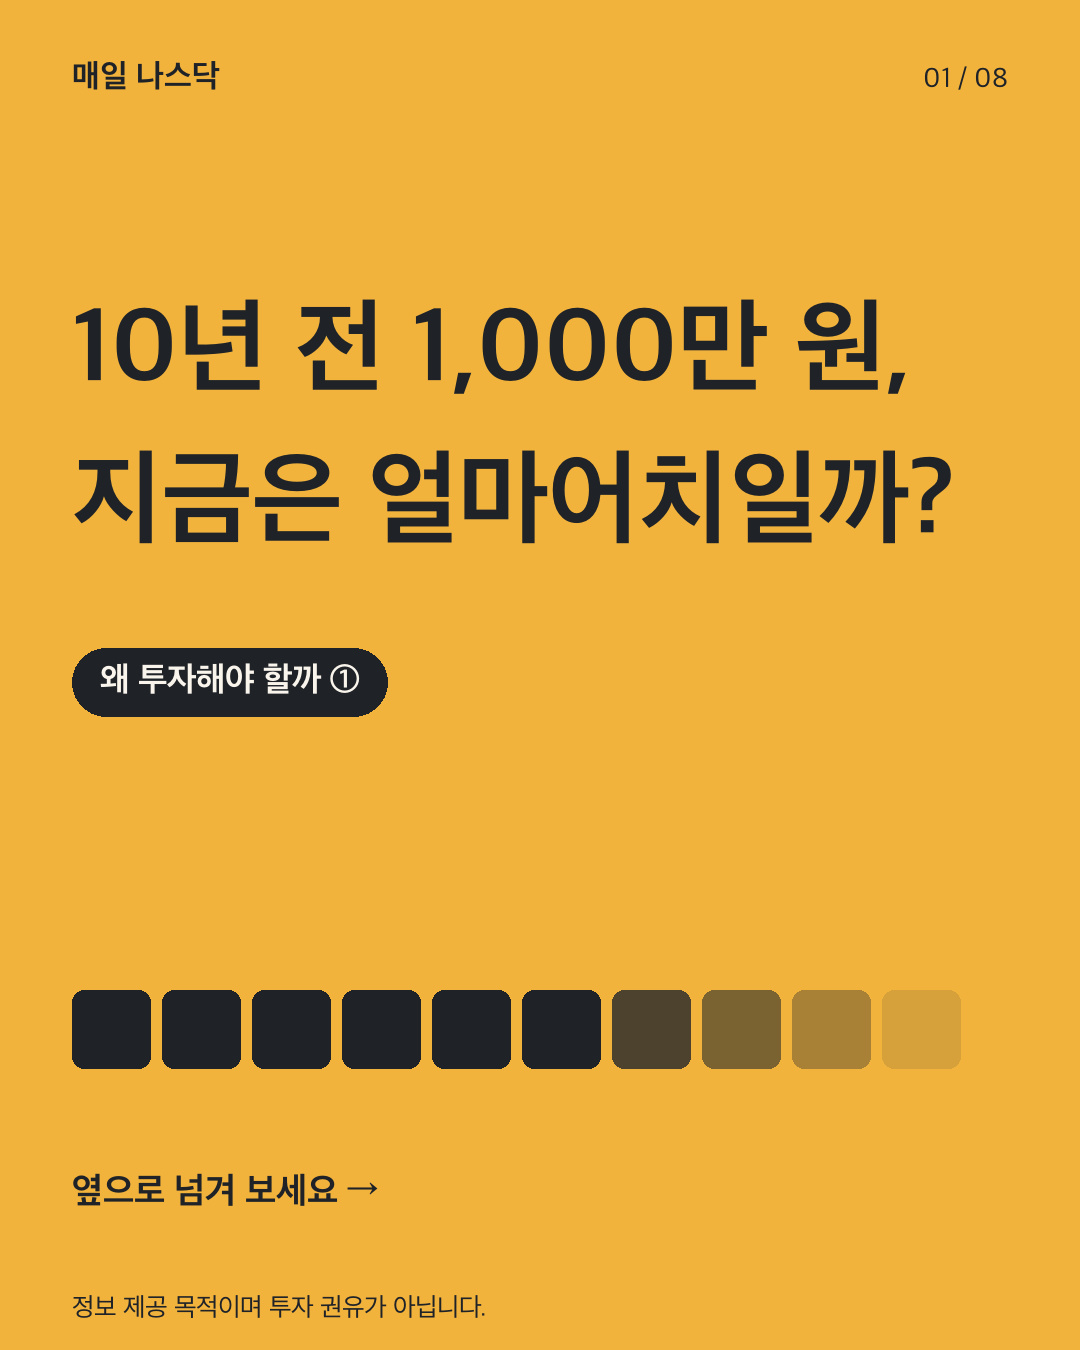 매일 나스닥
01 / 08
10년 전 1,000만 원,
지금은 얼마어치일까?
왜 투자해야 할까 ①
옆으로 넘겨 보세요 →
정보 제공 목적이며 투자 권유가 아닙니다.